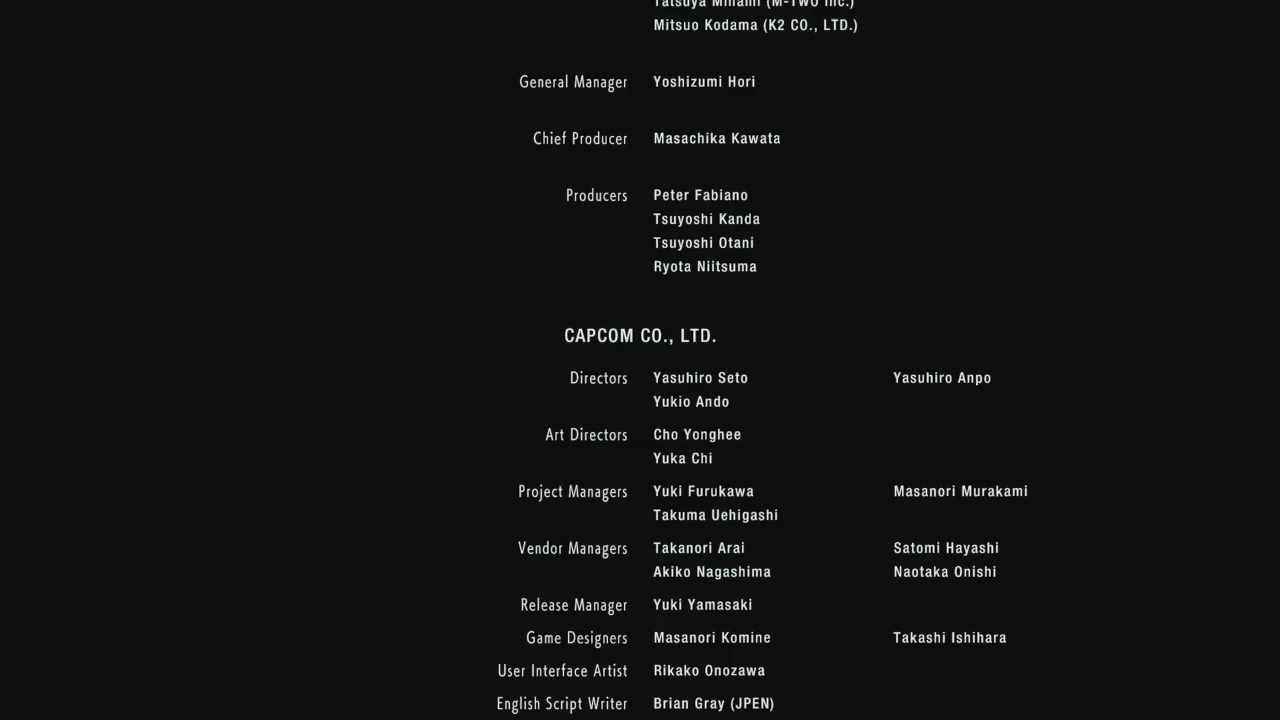 Tatsuya Minami (M-TWO Inc.)
Mitsuo Kodama (K2 CO., LTD.)
General Manager Yoshizumi Hori
Chief Producer Masachika Kawata
Producers Peter Fabiano
Tsuyoshi Kanda
Tsuyoshi Otani
Ryota Niitsuma
CAPCOM CO., LTD.
Directors Yasuhiro Seto Yasuhiro Anpo
Yukio Ando
Art Directors Cho Yonghee
Yuka Chi
Project Managers Yuki Furukawa Masanori Murakami
Takuma Uehigashi
Vendor Managers Takanori Arai Satomi Hayashi
Akiko Nagashima Naotaka Onishi
Release Manager Yuki Yamasaki
Game Designers Masanori Komine Takashi Ishihara
User Interface Artist Rikako Onozawa
English Script Writer Brian Gray (JPEN)